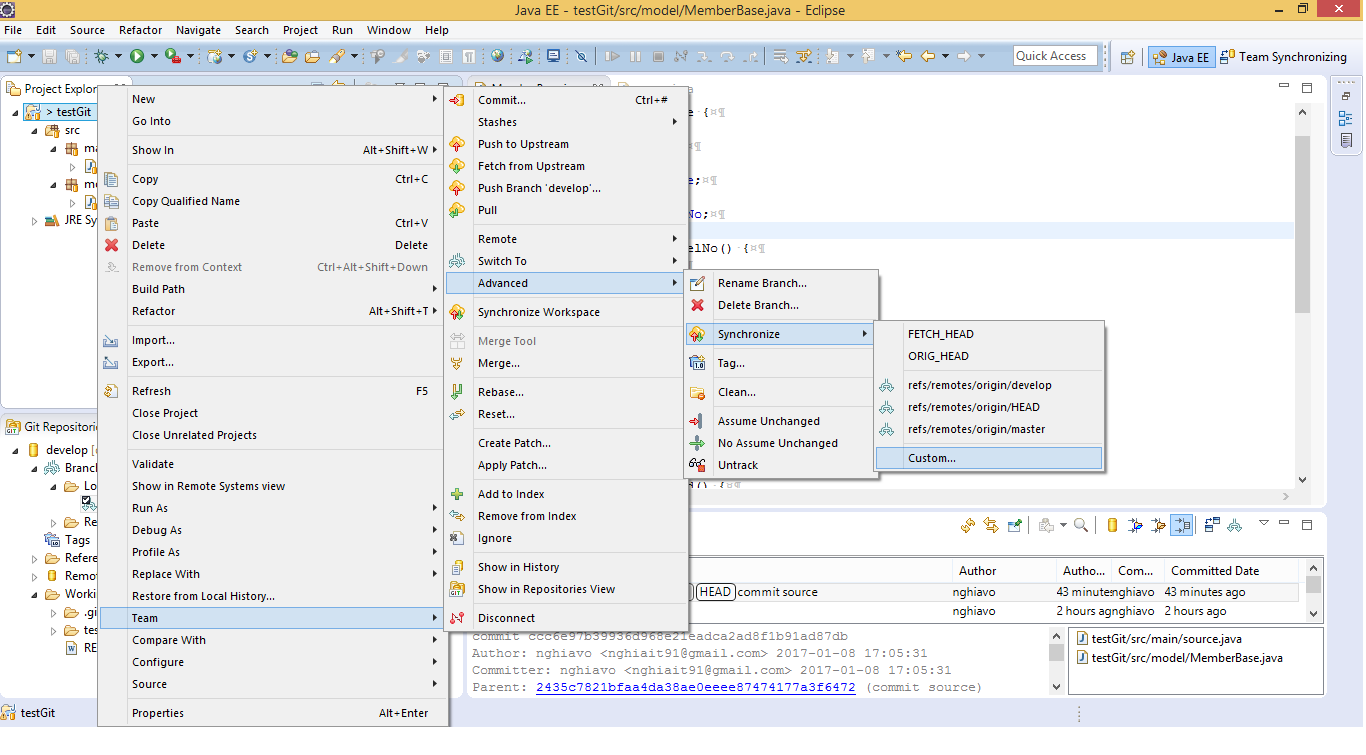 Java EE - testGit/src/model/MemberBase.java - Eclipse
File Edit Source Refactor Navigate Search Project Run Window Help
Quick Access
Java EE
Team Synchronizing
Project Explor
> testGit
src
ma
mo
JRE Sy
New
Go Into
Show In Alt+Shift+W
Copy Ctrl+C
Copy Qualified Name
Paste Ctrl+V
Delete Delete
Remove from Context Ctrl+Alt+Shift+Down
Build Path
Refactor Alt+Shift+T
Import...
Export...
Refresh F5
Close Project
Close Unrelated Projects
Validate
Show in Remote Systems view
Run As
Debug As
Profile As
Replace With
Restore from Local History...
Team
Compare With
Configure
Source
Properties Alt+Enter
Commit... Ctrl+#
Stashes
Push to Upstream
Fetch from Upstream
Push Branch 'develop'...
Pull
Remote
Switch To
Advanced
Synchronize Workspace
Merge Tool
Merge...
Rebase...
Reset...
Create Patch...
Apply Patch...
Add to Index
Remove from Index
Ignore
Show in History
Show in Repositories View
Disconnect
Rename Branch...
Delete Branch...
Synchronize
Tag...
Clean...
Assume Unchanged
No Assume Unchanged
Untrack
FETCH_HEAD
ORIG_HEAD
refs/remotes/origin/develop
refs/remotes/origin/HEAD
refs/remotes/origin/master
Custom...
e {¤¶
¤¶
e;¤¶
No;¤¶
elNo() {¤¶
() {¤¶
Git Repositori
develop
Branch
Lo
Re
Tags
Refere
Remo
Worki
.gi
tes
RE
Author Autho... Com... Committed Date
HEAD commit source nghiavo 43 minutes nghiavo 43 minutes ago
nghiavo 2 hours ag nghiavo 2 hours ago
commit ccc6e97b39936d968e21eadca2ad8f1b91ad87db
Author: nghiavo <nghiait91@gmail.com> 2017-01-08 17:05:31
Committer: nghiavo <nghiait91@gmail.com> 2017-01-08 17:05:31
Parent: 2435c7821bfaa4da38ae0eeee87474177a3f6472 (commit source)
testGit/src/main/source.java
testGit/src/model/MemberBase.java
testGit